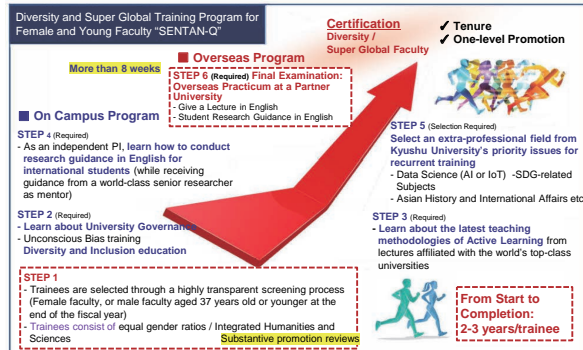 Diversity and Super Global Training Program for
Female and Young Faculty “SENTAN-Q”
Certification
Diversity /
Super Global Faculty
✓ Tenure
✓ One-level Promotion
More than 8 weeks
■ Overseas Program
STEP 6 (Required) Final Examination:
Overseas Practicum at a Partner
University
- Give a Lecture in English
- Student Research Guidance in English
■ On Campus Program
STEP 4 (Required)
- As an independent PI, learn how to conduct
research guidance in English for
international students (while receiving
guidance from a world-class senior researcher
as mentor)
STEP 5 (Selection Required)
Select an extra-professional field from
Kyushu University's priority issues for
recurrent training
- Data Science (AI or IoT) -SDG-related
Subjects
- Asian History and International Affairs etc
STEP 2 (Required)
- Learn about University Governance
- Unconscious Bias training
Diversity and Inclusion education
STEP 3 (Required)
- Learn about the latest teaching
methodologies of Active Learning from
lectures affiliated with the world's top-class
universities
STEP 1
- Trainees are selected through a highly transparent screening process
(Female faculty, or male faculty aged 37 years old or younger at the
end of the fiscal year)
- Trainees consist of equal gender ratios / Integrated Humanities and
Sciences
Substantive promotion reviews
From Start to
Completion:
2-3 years/trainee